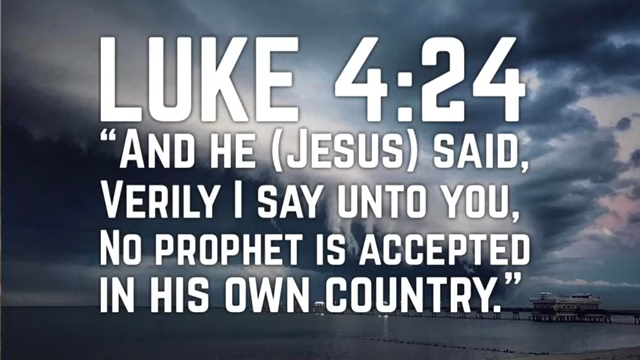 LUKE 4:24
“AND HE (JESUS) SAID,
VERILY I SAY UNTO YOU,
NO PROPHET IS ACCEPTED
IN HIS OWN COUNTRY.”